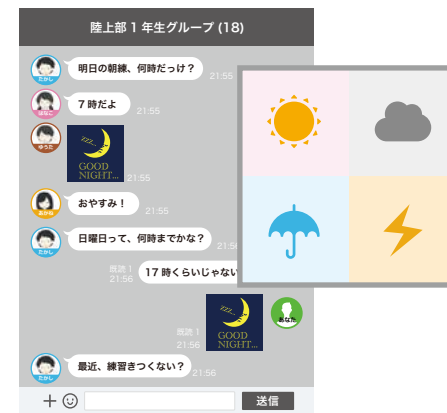 陸上部 1 年生グループ (18)
明日の朝練、何時だっけ？
21:55
たかし
7 時だよ
21:55
はなこ
zzz...
GOOD
NIGHT...
21:55
ゆうた
おやすみ！
21:55
あかね
日曜日って、何時までかな？
21:56
たかし
既読 1
21:56
17 時くらいじゃない
zzz...
GOOD
NIGHT...
既読 1
21:56
あなた
最近、練習きつくない？
21:56
たかし
送信